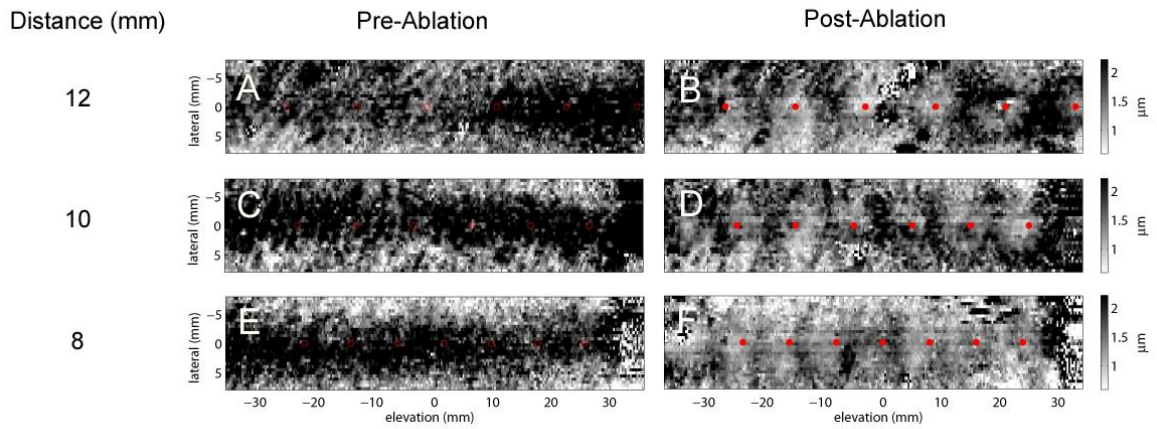 Distance (mm) Pre-Ablation Post-Ablation
12
A
B
lateral (mm)
−5
0
5
1
1.5
2
μm
10
C
D
lateral (mm)
−5
0
5
1
1.5
2
μm
8
E
F
lateral (mm)
−5
0
5
1
1.5
2
μm
−30 −20 −10 0 10 20 30
elevation (mm)
−30 −20 −10 0 10 20 30
elevation (mm)